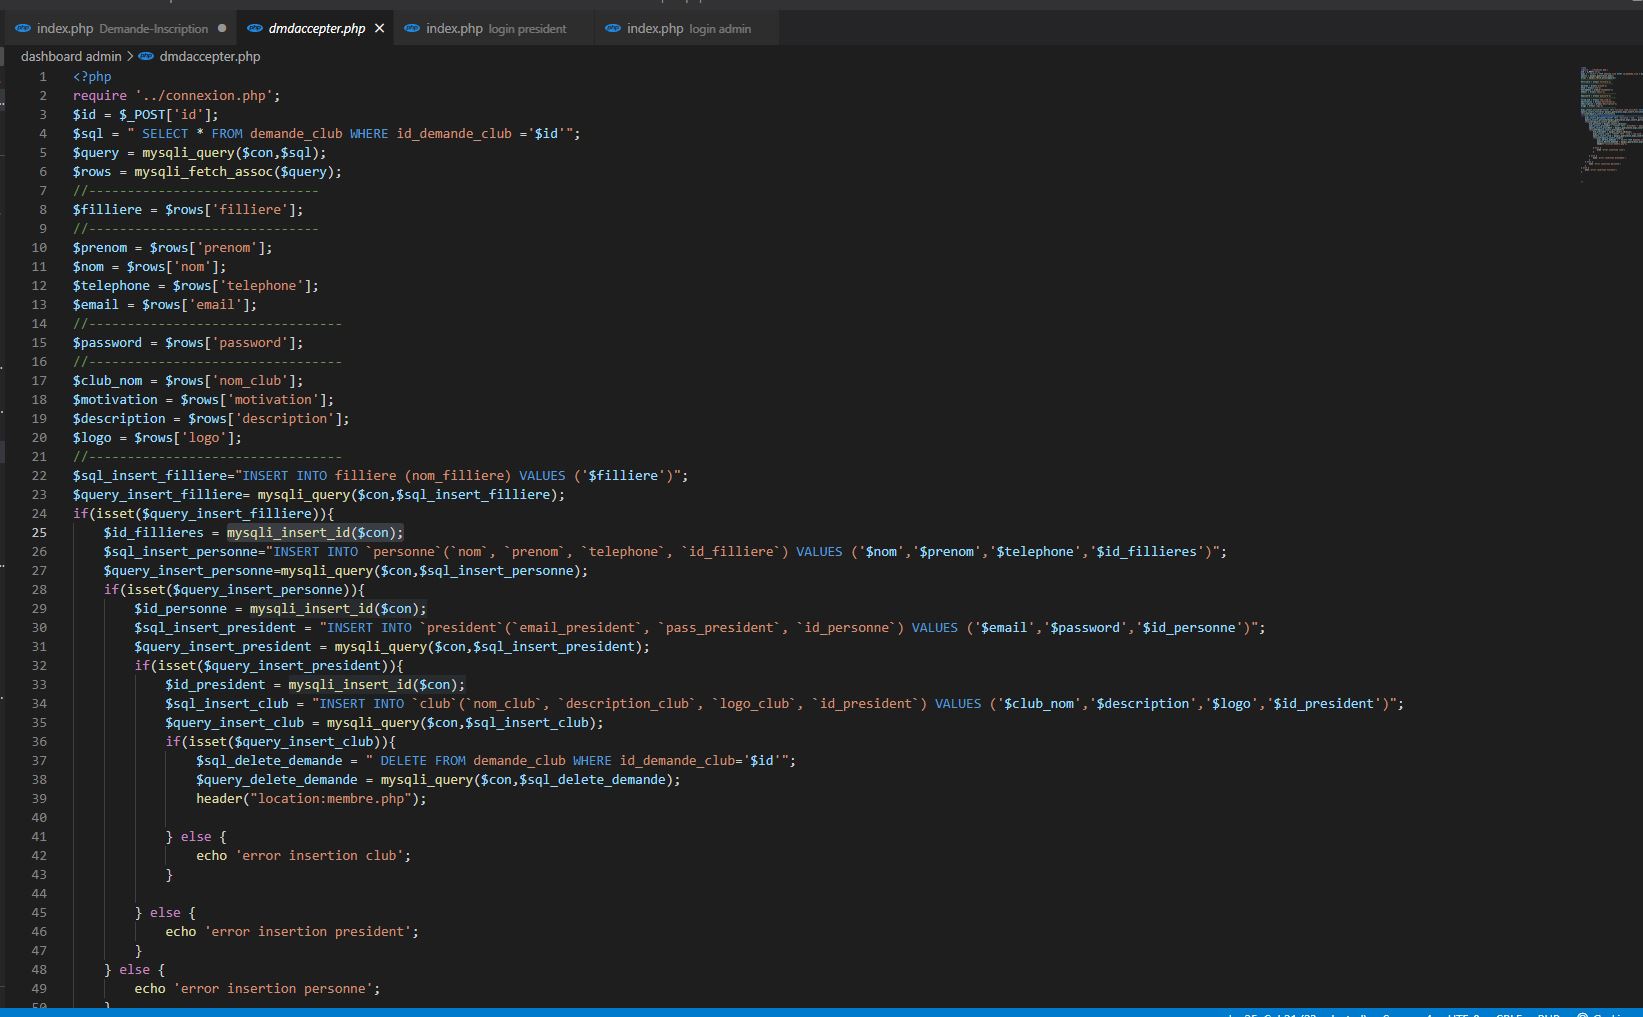 index.php Demande-Inscription dmdaccepter.php index.php login president index.php login admin
dashboard admin > dmdaccepter.php
1 <?php
2 require '../connexion.php';
3 $id = $_POST['id'];
4 $sql = " SELECT * FROM demande_club WHERE id_demande_club ='$id'";
5 $query = mysqli_query($con,$sql);
6 $rows = mysqli_fetch_assoc($query);
7 //------------------------------
8 $filliere = $rows['filliere'];
9 //------------------------------
10 $prenom = $rows['prenom'];
11 $nom = $rows['nom'];
12 $telephone = $rows['telephone'];
13 $email = $rows['email'];
14 //---------------------------------
15 $password = $rows['password'];
16 //---------------------------------
17 $club_nom = $rows['nom_club'];
18 $motivation = $rows['motivation'];
19 $description = $rows['description'];
20 $logo = $rows['logo'];
21 //---------------------------------
22 $sql_insert_filliere="INSERT INTO filliere (nom_filliere) VALUES ('$filliere')";
23 $query_insert_filliere= mysqli_query($con,$sql_insert_filliere);
24 if(isset($query_insert_filliere)){
25 $id_fillieres = mysqli_insert_id($con);
26 $sql_insert_personne="INSERT INTO `personne`(`nom`, `prenom`, `telephone`, `id_filliere`) VALUES ('$nom','$prenom','$telephone','$id_fillieres')";
27 $query_insert_personne=mysqli_query($con,$sql_insert_personne);
28 if(isset($query_insert_personne)){
29 $id_personne = mysqli_insert_id($con);
30 $sql_insert_president = "INSERT INTO `president`(`email_president`, `pass_president`, `id_personne`) VALUES ('$email','$password','$id_personne')";
31 $query_insert_president = mysqli_query($con,$sql_insert_president);
32 if(isset($query_insert_president)){
33 $id_president = mysqli_insert_id($con);
34 $sql_insert_club = "INSERT INTO `club`(`nom_club`, `description_club`, `logo_club`, `id_president`) VALUES ('$club_nom','$description','$logo','$id_president')";
35 $query_insert_club = mysqli_query($con,$sql_insert_club);
36 if(isset($query_insert_club)){
37 $sql_delete_demande = " DELETE FROM demande_club WHERE id_demande_club='$id'";
38 $query_delete_demande = mysqli_query($con,$sql_delete_demande);
39 header("location:membre.php");
40
41 } else {
42 echo 'error insertion club';
43 }
44
45 } else {
46 echo 'error insertion president';
47 }
48 } else {
49 echo 'error insertion personne';
50 }